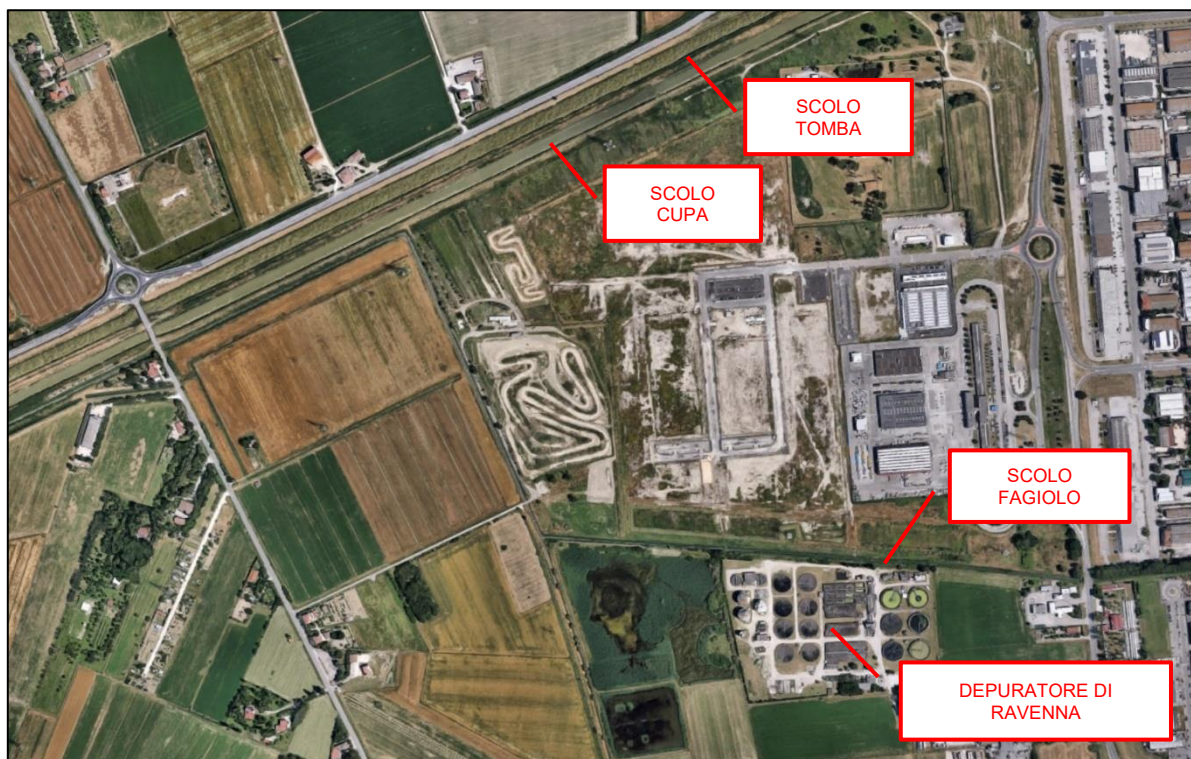 SCOLO
TOMBA
SCOLO
CUPA
SCOLO
FAGIOLO
DEPURATORE DI
RAVENNA